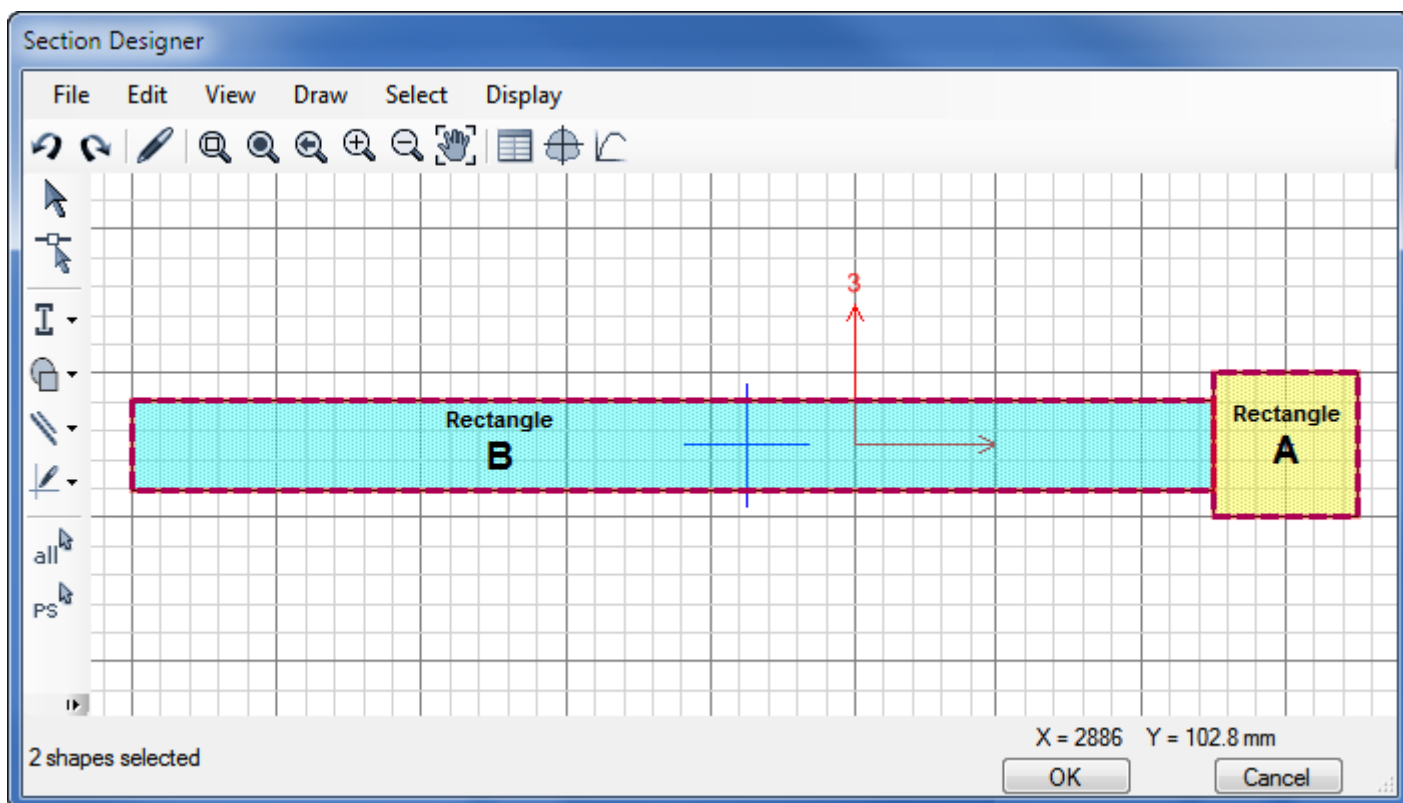 Section Designer
File Edit View Draw Select Display
3
Rectangle
B
Rectangle
A
all
PS
X = 2886 Y = 102.8 mm
2 shapes selected
OK Cancel